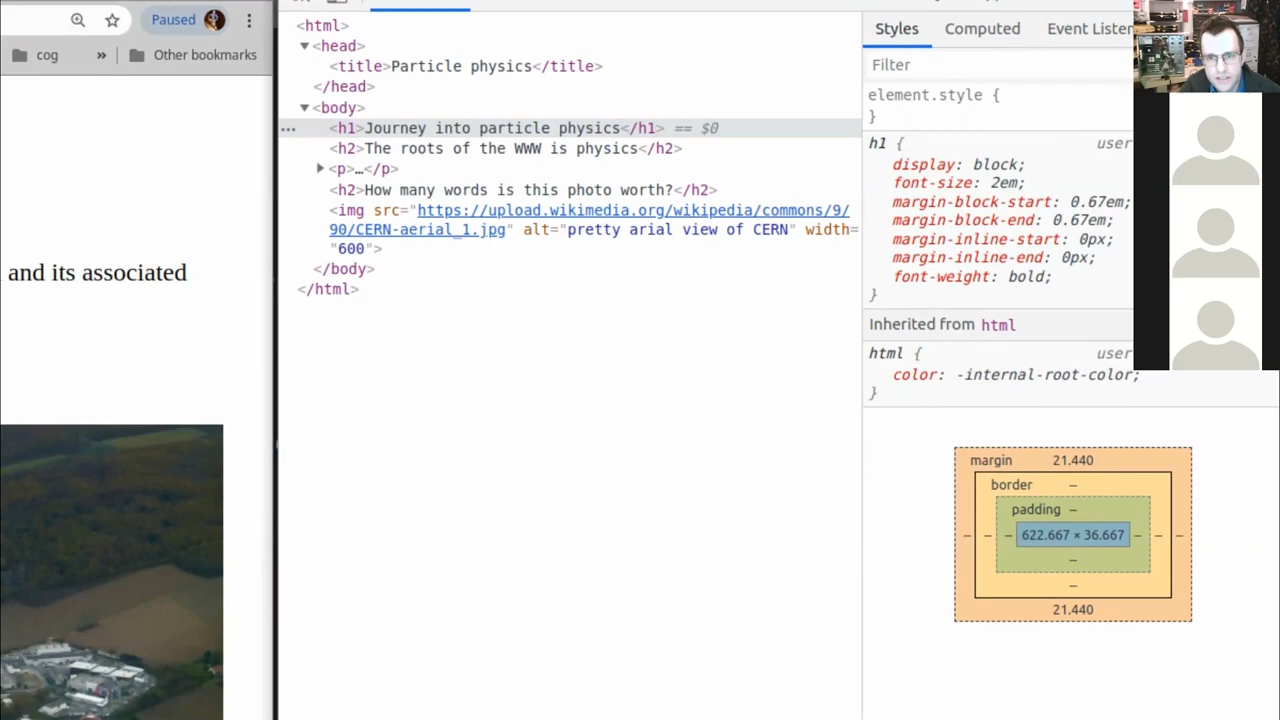 Paused
cog
»
Other bookmarks
and its associated
<html>
<head>
<title>Particle physics</title>
</head>
<body>
<h1>Journey into particle physics</h1> == $0
<h2>The roots of the WWW is physics</h2>
<p>…</p>
<h2>How many words is this photo worth?</h2>
<img src="https://upload.wikimedia.org/wikipedia/commons/9/
90/CERN-aerial_1.jpg" alt="pretty arial view of CERN" width=
"600">
</body>
</html>
Styles Computed Event Listen
Filter
element.style {
}
h1 { user
display: block;
font-size: 2em;
margin-block-start: 0.67em;
margin-block-end: 0.67em;
margin-inline-start: 0px;
margin-inline-end: 0px;
font-weight: bold;
}
Inherited from html
html { user
color: -internal-root-color;
}
margin 21.440
border –
padding –
– – – 622.667 × 36.667 – – –
–
–
21.440